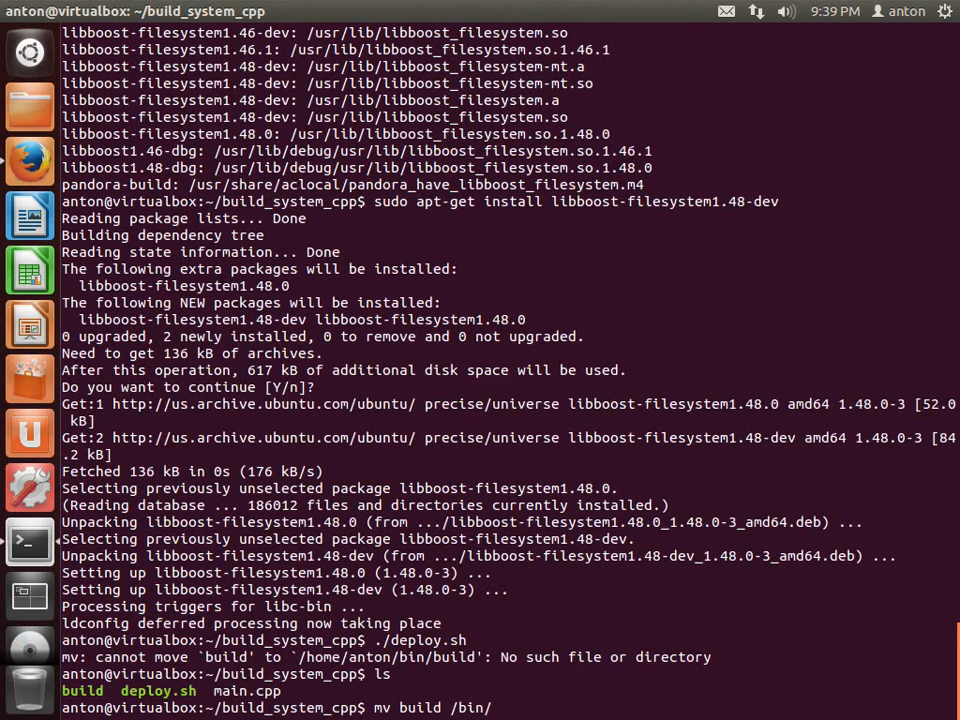 anton@virtualbox: ~/build_system_cpp 9:39 PM anton
libboost-filesystem1.46-dev: /usr/lib/libboost_filesystem.so
libboost-filesystem1.46.1: /usr/lib/libboost_filesystem.so.1.46.1
libboost-filesystem1.48-dev: /usr/lib/libboost_filesystem-mt.a
libboost-filesystem1.48-dev: /usr/lib/libboost_filesystem-mt.so
libboost-filesystem1.48-dev: /usr/lib/libboost_filesystem.a
libboost-filesystem1.48-dev: /usr/lib/libboost_filesystem.so
libboost-filesystem1.48.0: /usr/lib/libboost_filesystem.so.1.48.0
libboost1.46-dbg: /usr/lib/debug/usr/lib/libboost_filesystem.so.1.46.1
libboost1.48-dbg: /usr/lib/debug/usr/lib/libboost_filesystem.so.1.48.0
pandora-build: /usr/share/aclocal/pandora_have_libboost_filesystem.m4
anton@virtualbox:~/build_system_cpp$ sudo apt-get install libboost-filesystem1.48-dev
Reading package lists... Done
Building dependency tree
Reading state information... Done
The following extra packages will be installed:
  libboost-filesystem1.48.0
The following NEW packages will be installed:
  libboost-filesystem1.48-dev libboost-filesystem1.48.0
0 upgraded, 2 newly installed, 0 to remove and 0 not upgraded.
Need to get 136 kB of archives.
After this operation, 617 kB of additional disk space will be used.
Do you want to continue [Y/n]?
Get:1 http://us.archive.ubuntu.com/ubuntu/ precise/universe libboost-filesystem1.48.0 amd64 1.48.0-3 [52.0
 kB]
Get:2 http://us.archive.ubuntu.com/ubuntu/ precise/universe libboost-filesystem1.48-dev amd64 1.48.0-3 [84
.2 kB]
Fetched 136 kB in 0s (176 kB/s)
Selecting previously unselected package libboost-filesystem1.48.0.
(Reading database ... 186012 files and directories currently installed.)
Unpacking libboost-filesystem1.48.0 (from .../libboost-filesystem1.48.0_1.48.0-3_amd64.deb) ...
Selecting previously unselected package libboost-filesystem1.48-dev.
Unpacking libboost-filesystem1.48-dev (from .../libboost-filesystem1.48-dev_1.48.0-3_amd64.deb) ...
Setting up libboost-filesystem1.48.0 (1.48.0-3) ...
Setting up libboost-filesystem1.48-dev (1.48.0-3) ...
Processing triggers for libc-bin ...
ldconfig deferred processing now taking place
anton@virtualbox:~/build_system_cpp$ ./deploy.sh
mv: cannot move `build' to `/home/anton/bin/build': No such file or directory
anton@virtualbox:~/build_system_cpp$ ls
build  deploy.sh  main.cpp
anton@virtualbox:~/build_system_cpp$ mv build /bin/